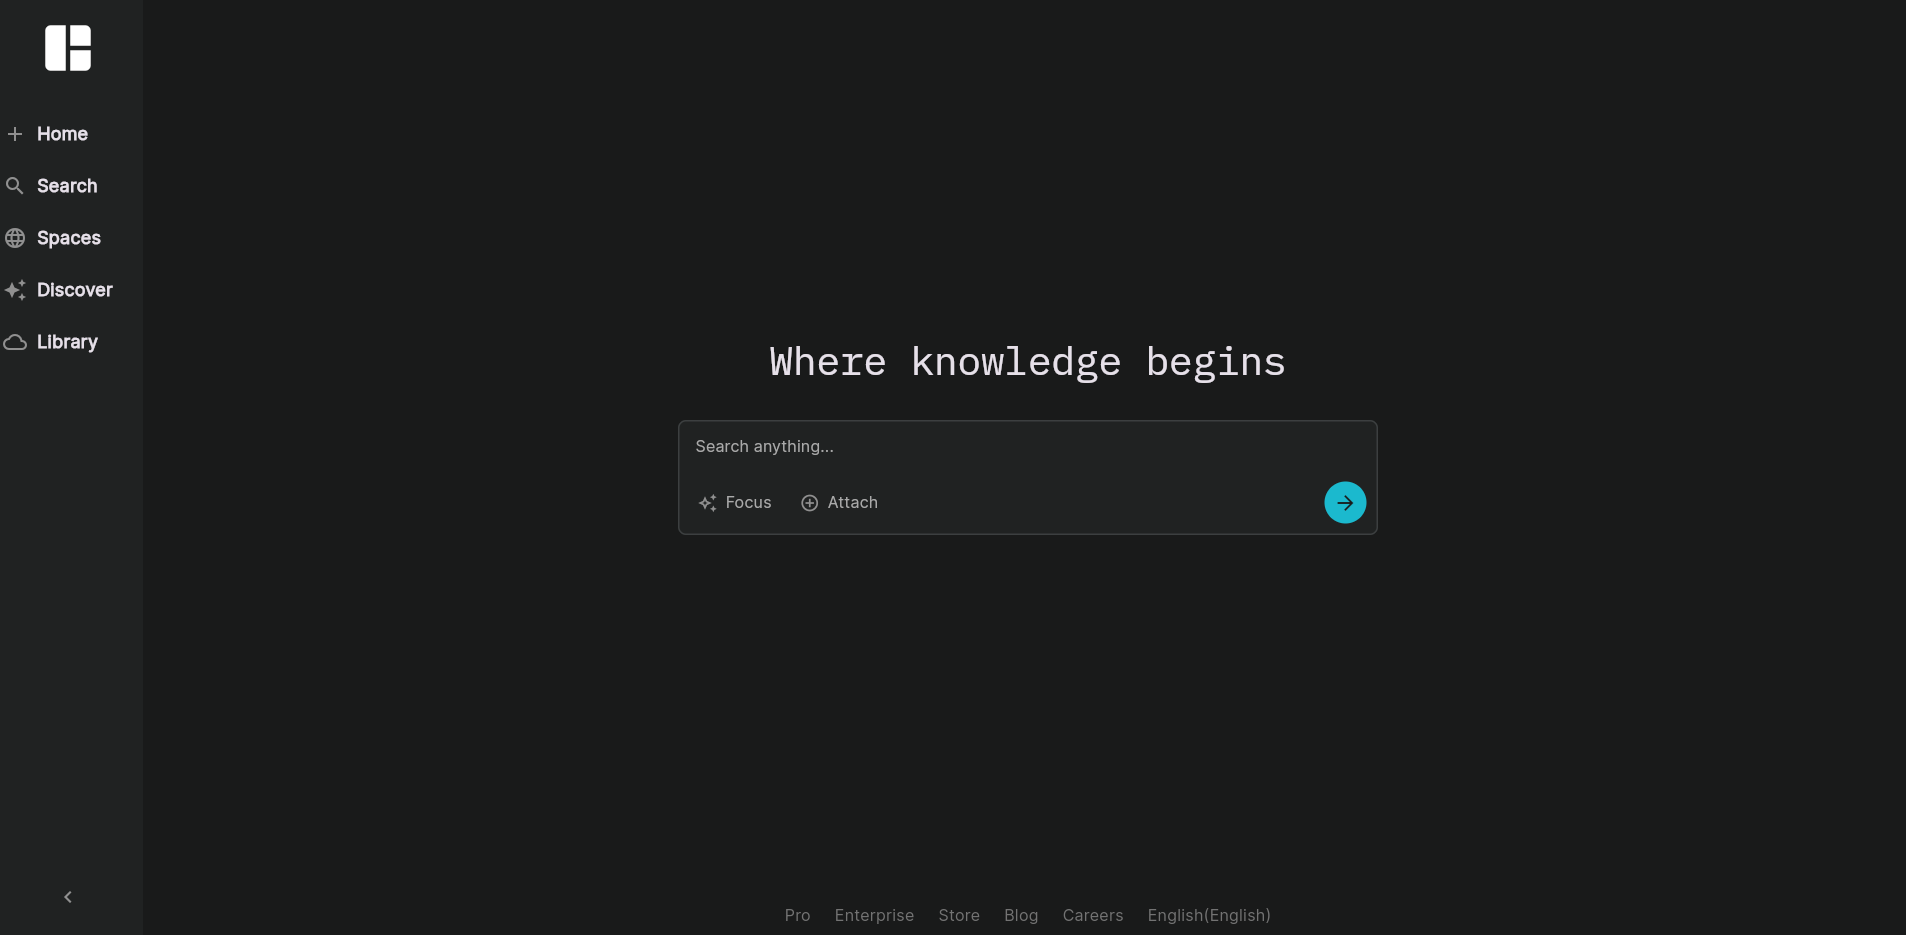 Home
Search
Spaces
Discover
Library
Where knowledge begins
Search anything...
Focus Attach
Pro Enterprise Store Blog Careers English(English)